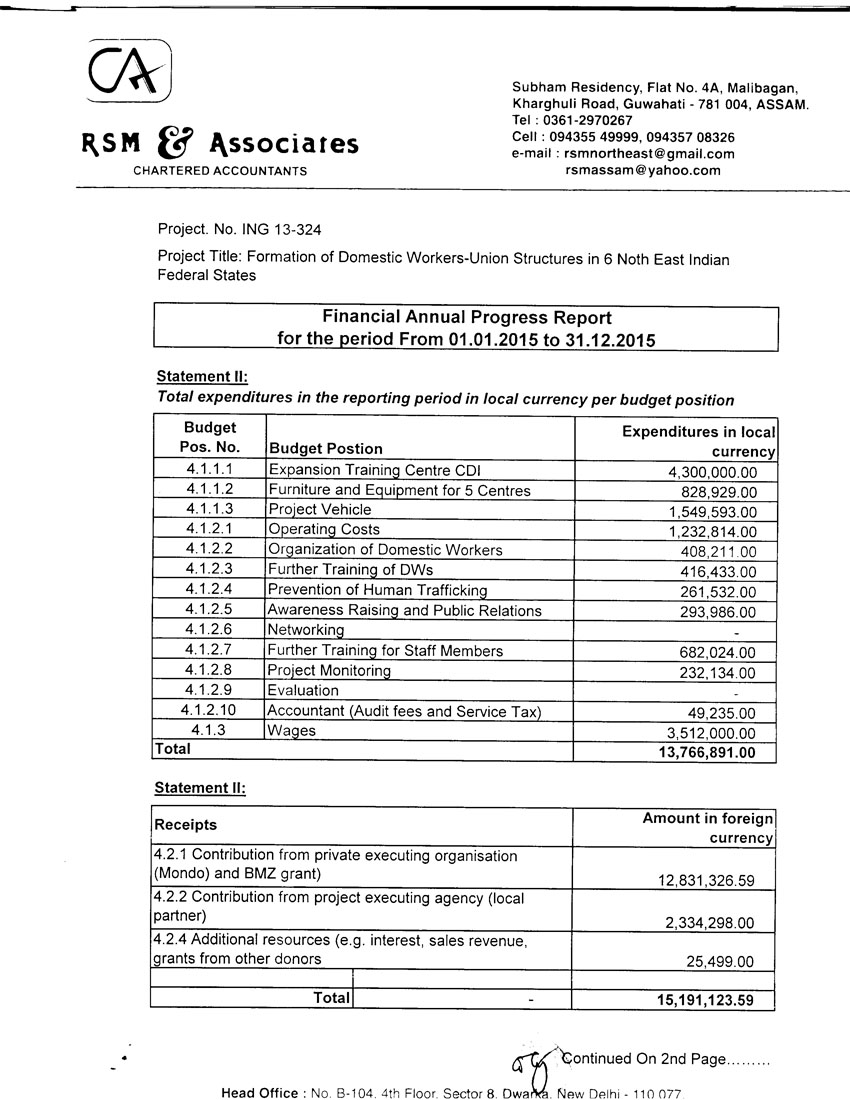 CA
Subham Residency, Flat No. 4A, Malibagan,
Kharghuli Road, Guwahati - 781 004, ASSAM.
Tel : 0361-2970267
Cell : 094355 49999, 094357 08326
e-mail : rsmnortheast@gmail.com
rsmassam@yahoo.com
RSM & Associates
CHARTERED ACCOUNTANTS
Project. No. ING 13-324
Project Title: Formation of Domestic Workers-Union Structures in 6 Noth East Indian
Federal States
Financial Annual Progress Report
for the period From 01.01.2015 to 31.12.2015
Statement II:
Total expenditures in the reporting period in local currency per budget position
Budget Pos. No. Budget Postion Expenditures in local currency
4.1.1.1 Expansion Training Centre CDI 4,300,000.00
4.1.1.2 Furniture and Equipment for 5 Centres 828,929.00
4.1.1.3 Project Vehicle 1,549,593.00
4.1.2.1 Operating Costs 1,232,814.00
4.1.2.2 Organization of Domestic Workers 408,211.00
4.1.2.3 Further Training of DWs 416,433.00
4.1.2.4 Prevention of Human Trafficking 261,532.00
4.1.2.5 Awareness Raising and Public Relations 293,986.00
4.1.2.6 Networking -
4.1.2.7 Further Training for Staff Members 682,024.00
4.1.2.8 Project Monitoring 232,134.00
4.1.2.9 Evaluation -
4.1.2.10 Accountant (Audit fees and Service Tax) 49,235.00
4.1.3 Wages 3,512,000.00
Total 13,766,891.00
Statement II:
Receipts Amount in foreign currency
4.2.1 Contribution from private executing organisation
(Mondo) and BMZ grant) 12,831,326.59
4.2.2 Contribution from project executing agency (local
partner) 2,334,298.00
4.2.4 Additional resources (e.g. interest, sales revenue,
grants from other donors 25,499.00
Total - 15,191,123.59
Continued On 2nd Page.........
Head Office : No. B-104, 4th Floor, Sector 8, Dwarka, New Delhi - 110 077.